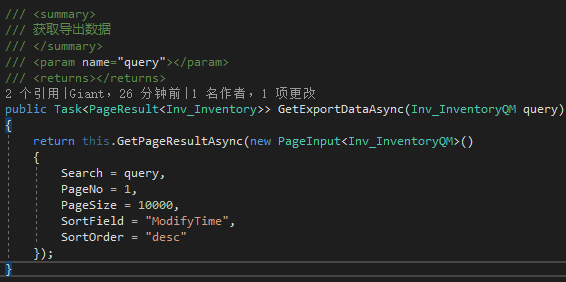 /// <summary>
/// 获取导出数据
/// </summary>
/// <param name="query"></param>
/// <returns></returns>
2 个引用|Giant，26 分钟前|1 名作者，1 项更改
public Task<PageResult<Inv_Inventory>> GetExportDataAsync(Inv_InventoryQM query)
{
    return this.GetPageResultAsync(new PageInput<Inv_InventoryQM>()
    {
        Search = query,
        PageNo = 1,
        PageSize = 10000,
        SortField = "ModifyTime",
        SortOrder = "desc"
    });
}